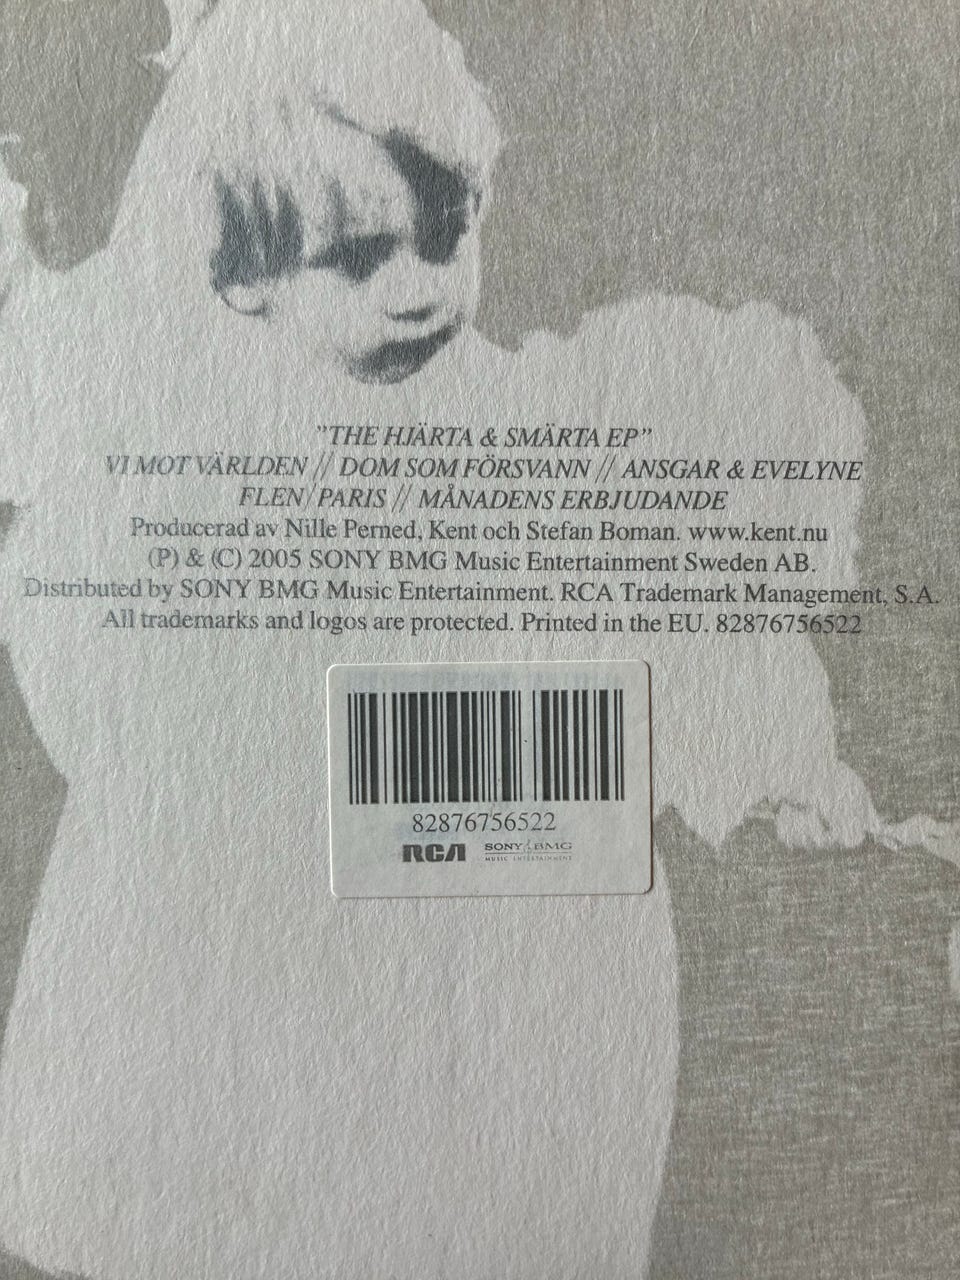 "THE HJÄRTA & SMÄRTA EP"
VI MOT VÄRLDEN // DOM SOM FÖRSVANN // ANSGAR & EVELYNE
FLEN/PARIS // MÅNADENS ERBJUDANDE
Producerad av Nille Perned, Kent och Stefan Boman. www.kent.nu
(P) & (C) 2005 SONY BMG Music Entertainment Sweden AB.
Distributed by SONY BMG Music Entertainment. RCA Trademark Management, S.A.
All trademarks and logos are protected. Printed in the EU. 82876756522
82876756522
RCA SONY BMG
MUSIC ENTERTAINMENT